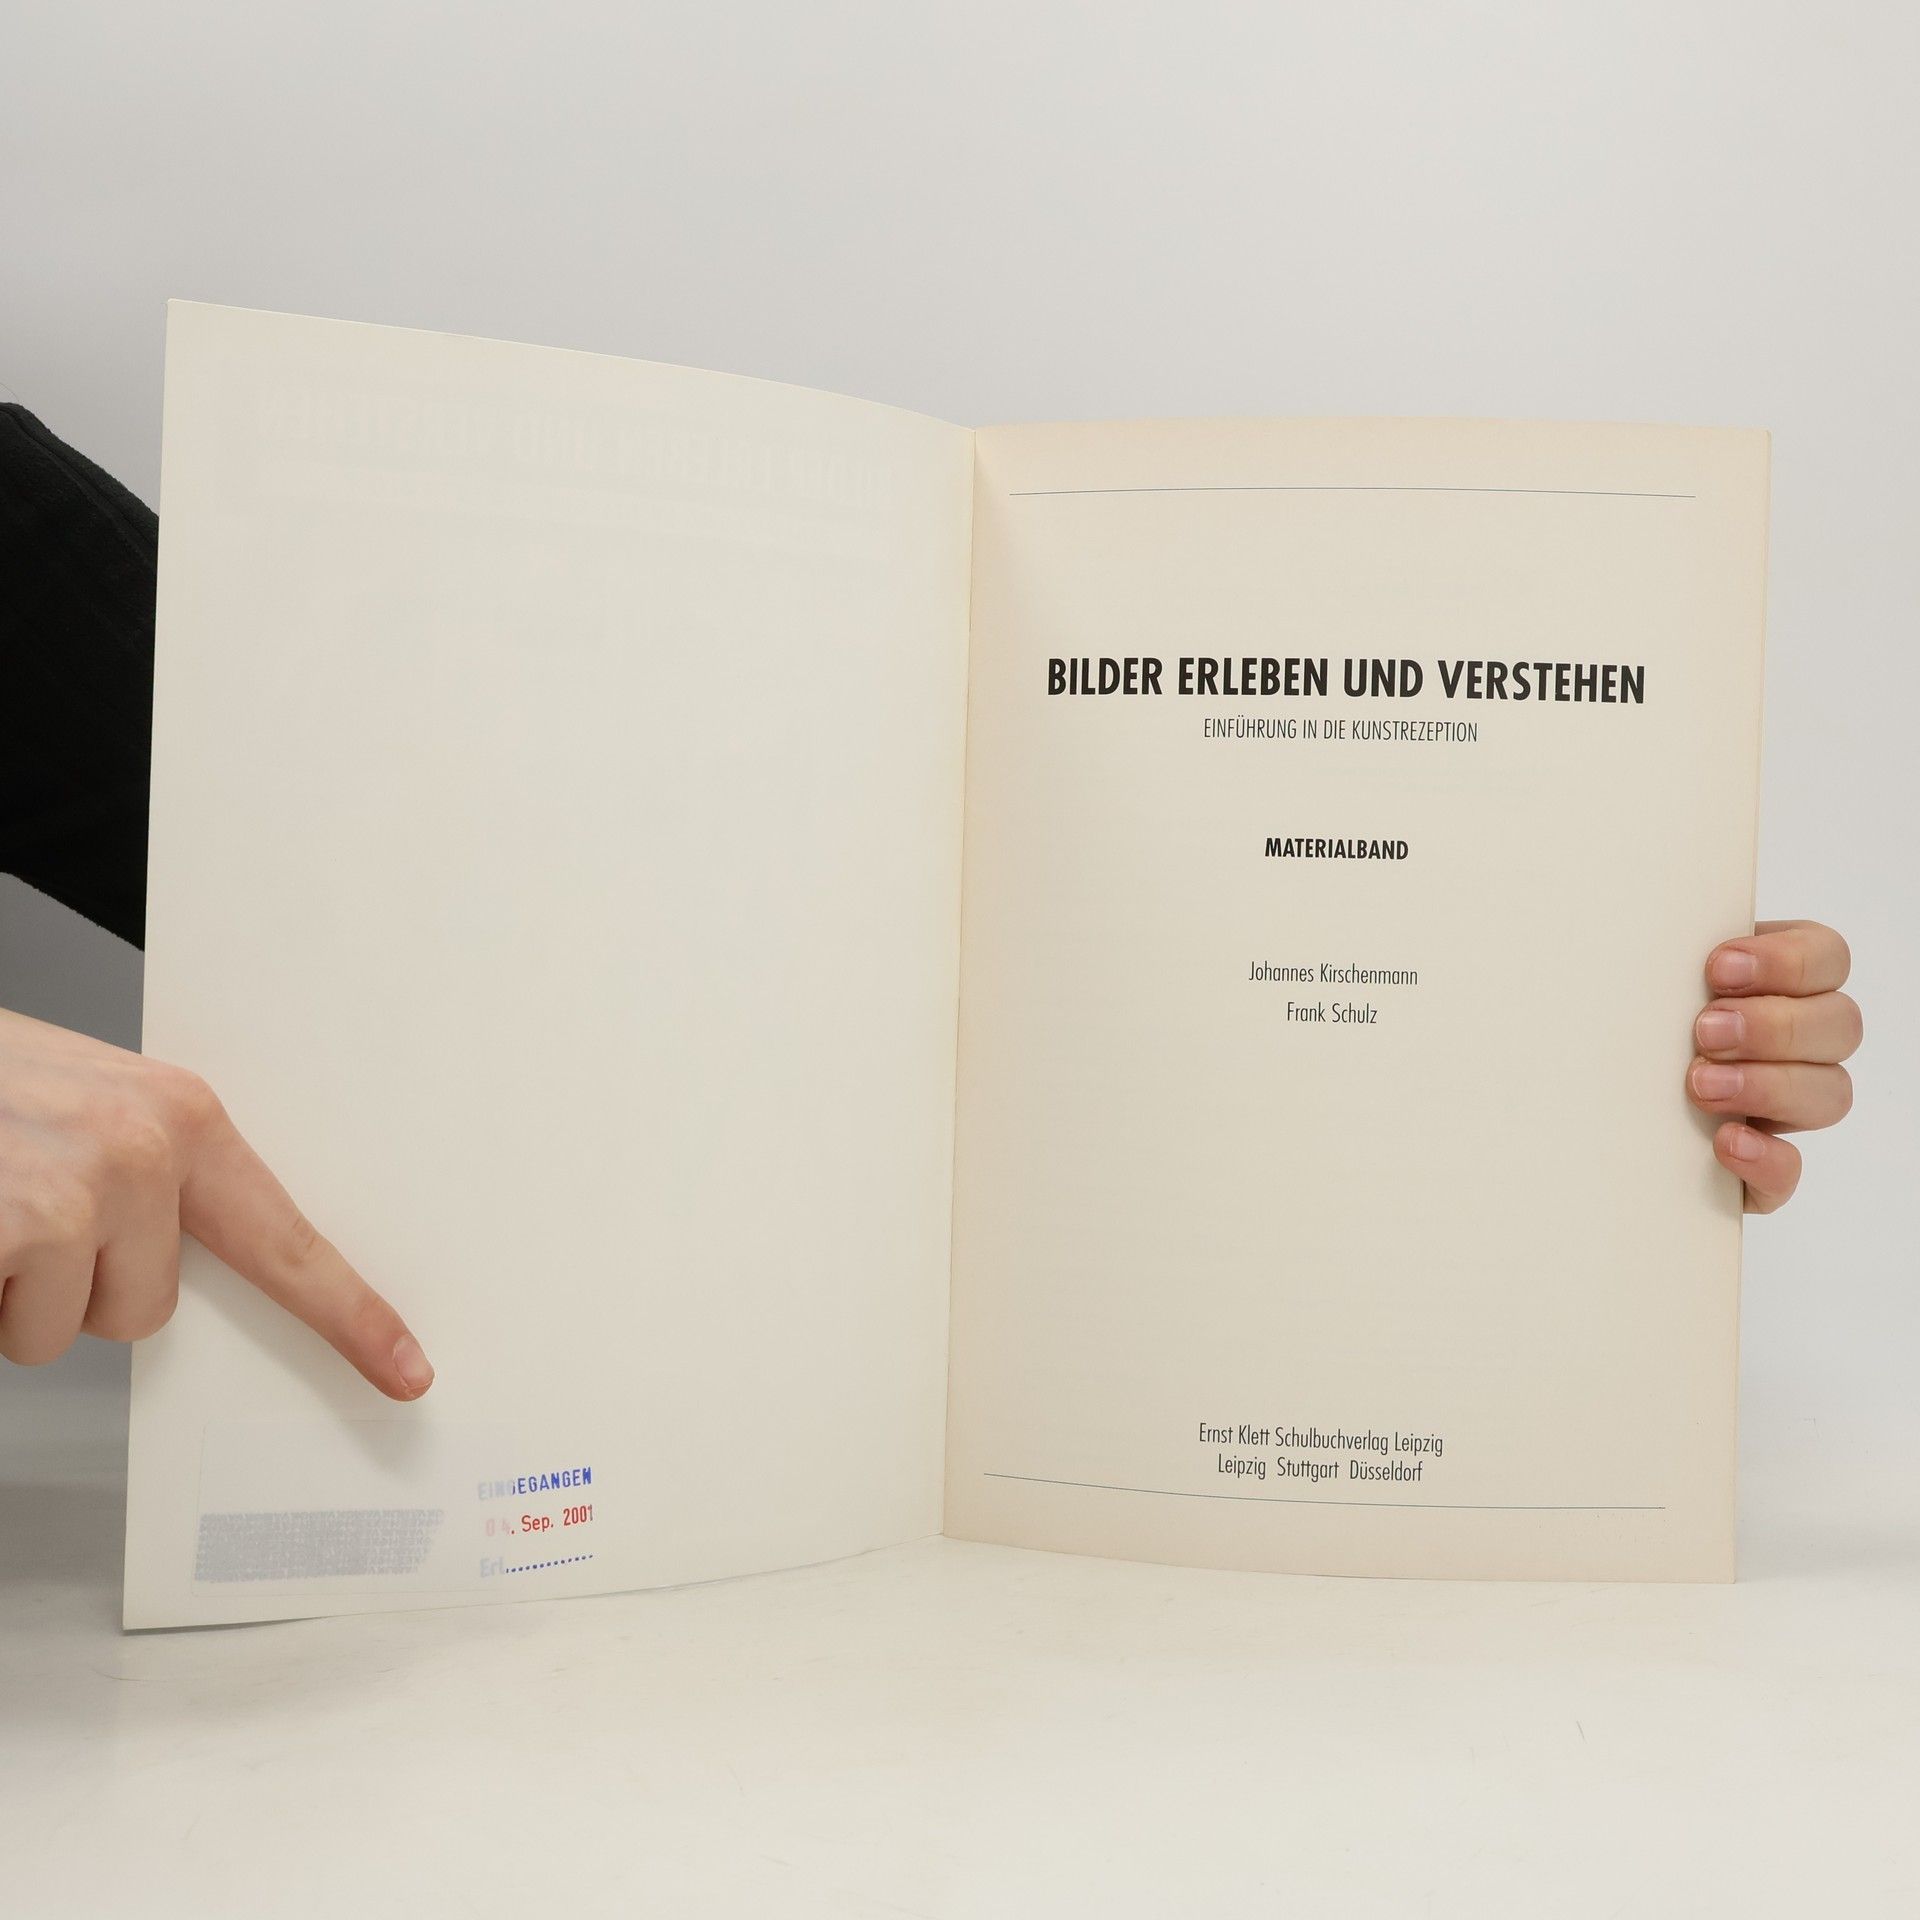 EINGEGANGEN
04. Sep. 2001
Erl.............
BILDER ERLEBEN UND VERSTEHEN
EINFÜHRUNG IN DIE KUNSTREZEPTION
MATERIALBAND
Johannes Kirschenmann
Frank Schulz
Ernst Klett Schulbuchverlag Leipzig
Leipzig Stuttgart Düsseldorf